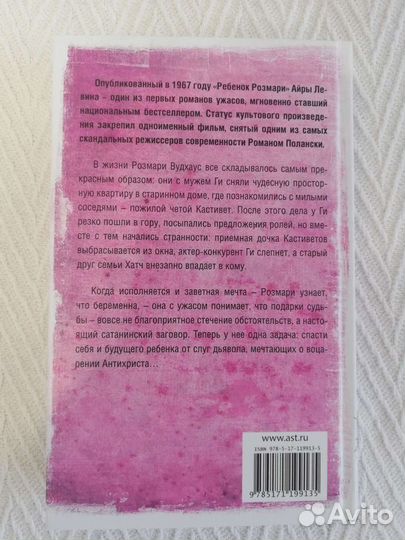 Опубликованный в 1967 году «Ребенок Розмари» Айры Ле-
вина – один из первых романов ужасов, мгновенно ставший
национальным бестселлером. Статус культового произведе-
ния закрепил одноименный фильм, снятый одним из самых
скандальных режиссеров современности Романом Полански.
В жизни Розмари Вудхаус все складывалось самым пре-
красным образом: они с мужем Ги сняли чудесную простор-
ную квартиру в старинном доме, где познакомились с милыми
соседями – пожилой четой Кастивет. После этого дела у Ги
резко пошли в гору, посыпались предложения ролей, но вме-
сте с тем начались странности: приемная дочка Кастиветов
выбрасывается из окна, актер-конкурент Ги слепнет, а старый
друг семьи Хатч внезапно впадает в кому.
Когда исполняется и заветная мечта – Розмари узнает,
что беременна, – она с ужасом понимает, что подарки судь-
бы – вовсе не благоприятное стечение обстоятельств, а насто-
ящий сатанинский заговор. Теперь у нее одна задача: спасти
себя и будущего ребенка от слуг дьявола, мечтающих о воца-
рении Антихриста...
www.ast.ru
ISBN 978-5-17-119913-5
9 785171 199135
Avito